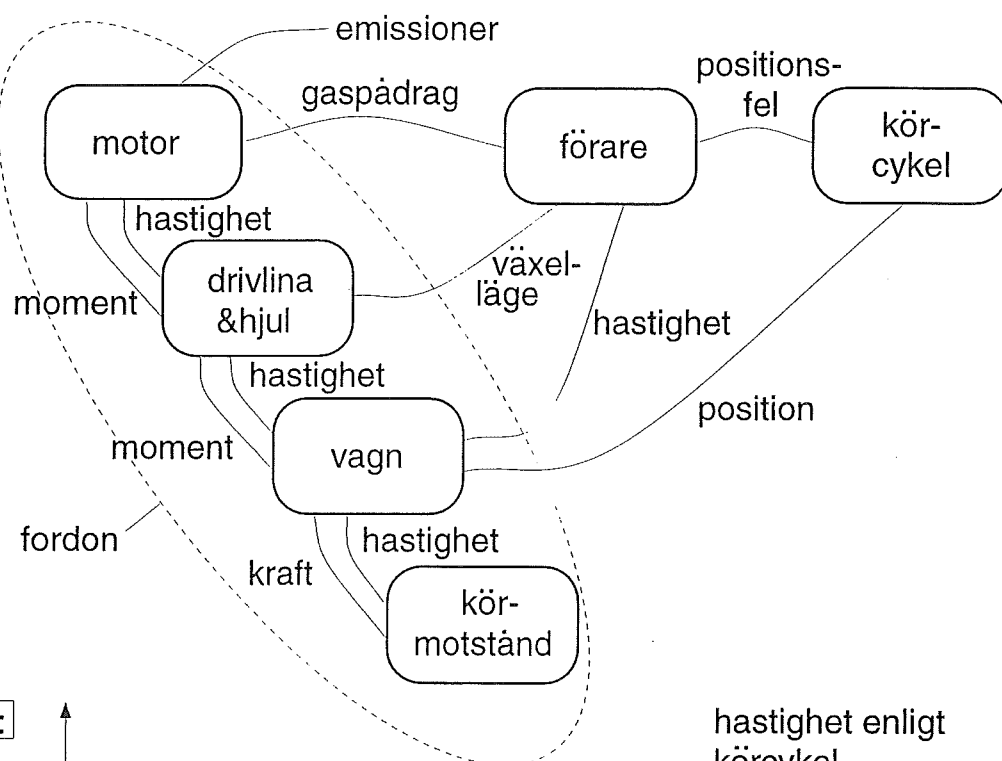 emissioner
positions-
fel
gaspådrag
motor
förare
kör-
cykel
hastighet
drivlina
&hjul
växel-
läge
moment
hastighet
hastighet
position
moment
vagn
fordon
hastighet
kraft
kör-
motstånd
hastighet enligt
körcykel